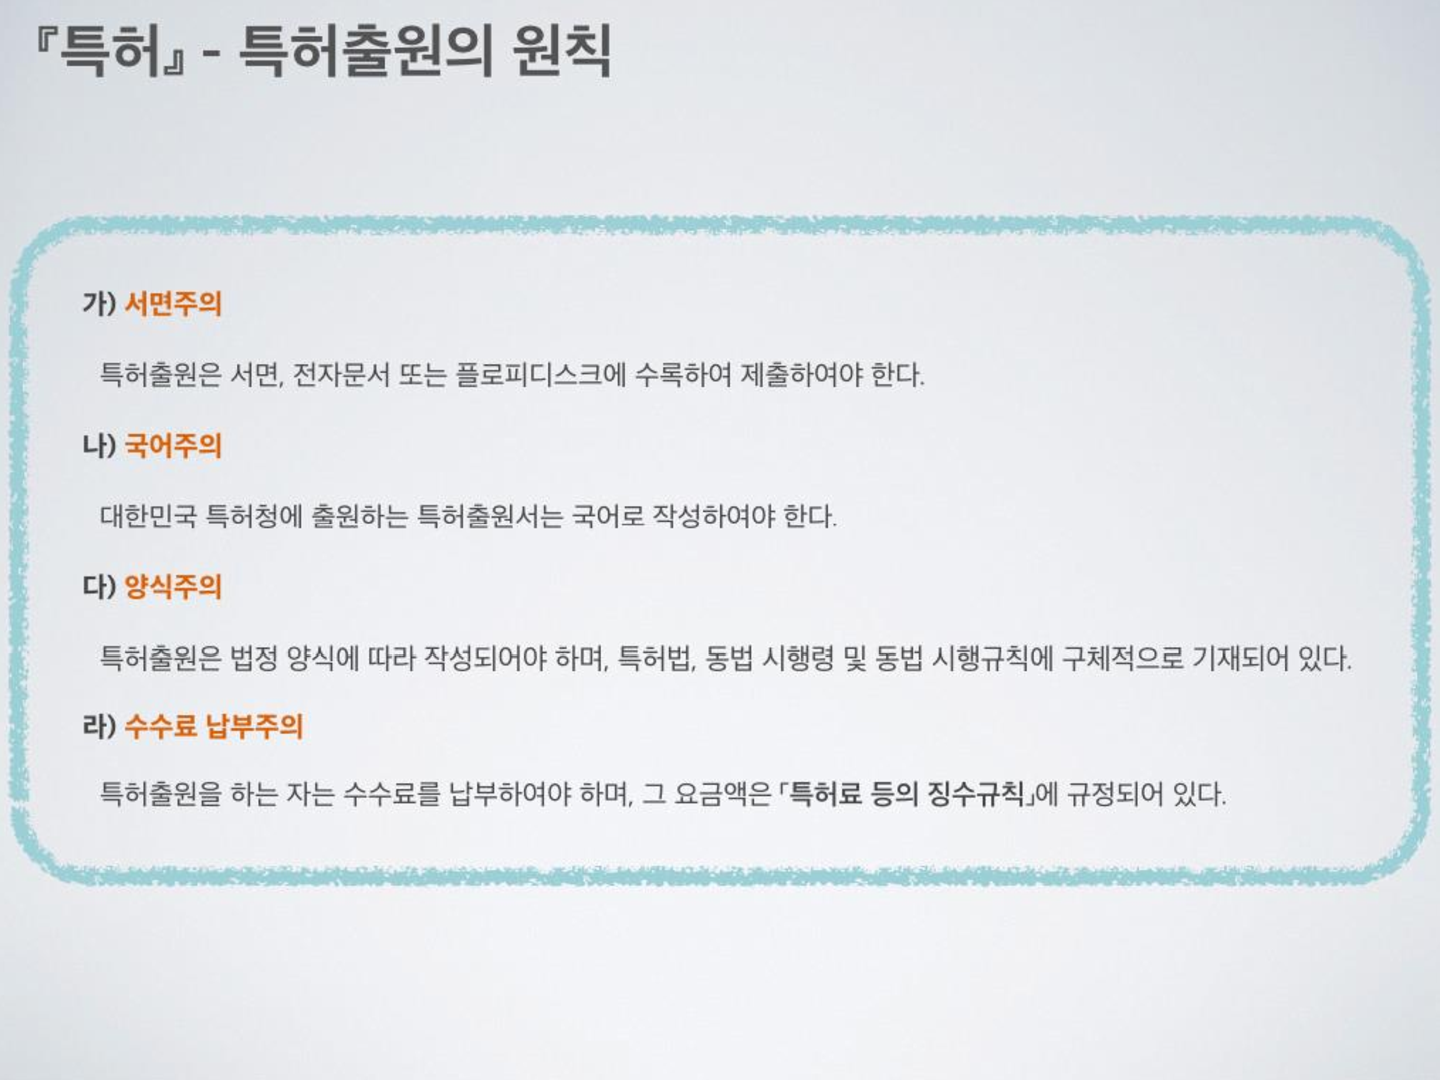 『특허』 - 특허출원의 원칙
가) 서면주의
특허출원은 서면, 전자문서 또는 플로피디스크에 수록하여 제출하여야 한다.
나) 국어주의
대한민국 특허청에 출원하는 특허출원서는 국어로 작성하여야 한다.
다) 양식주의
특허출원은 법정 양식에 따라 작성되어야 하며, 특허법, 동법 시행령 및 동법 시행규칙에 구체적으로 기재되어 있다.
라) 수수료 납부주의
특허출원을 하는 자는 수수료를 납부하여야 하며, 그 요금액은 「특허료 등의 징수규칙」에 규정되어 있다.